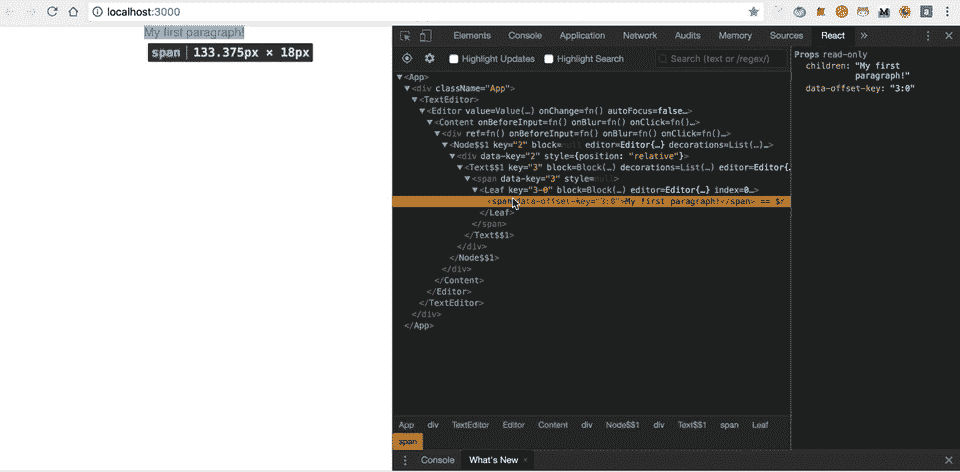 localhost:3000
My first paragraph!
span | 133.375px × 18px
Elements Console Application Network Audits Memory Sources React »
Highlight Updates Highlight Search Search (text or /regex/)
<App>
<div className="App">
<TextEditor>
<Editor value=Value(…) onChange=fn() autoFocus=false…>
<Content onBeforeInput=fn() onBlur=fn() onClick=fn()…>
<div ref=fn() onBeforeInput=fn() onBlur=fn() onClick=fn()…>
<Node$$1 key="2" block=null editor=Editor{…} decorations=List(…)…>
<div data-key="2" style={position: "relative"}>
<Text$$1 key="3" block=Block(…) decorations=List(…) editor=Editor{…
<span data-key="3" style=null>
<Leaf key="3-0" block=Block(…) editor=Editor{…} index=0…>
<span data-offset-key="3:0">My first paragraph!</span> == $r
</Leaf>
</span>
</Text$$1>
</div>
</Node$$1>
</div>
</Content>
</Editor>
</TextEditor>
</div>
</App>
Props read-only
children: "My first
paragraph!"
data-offset-key: "3:0"
App div TextEditor Editor Content div Node$$1 div Text$$1 span Leaf
span
Console What's New ×